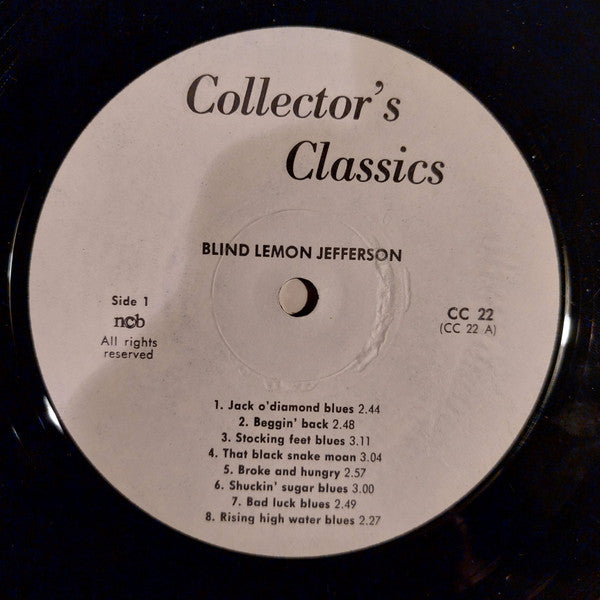 Collector's
Classics
BLIND LEMON JEFFERSON
Side 1
ncb
All rights
reserved
CC 22
(CC 22 A)
1. Jack o'diamond blues 2.44
2. Beggin' back 2.48
3. Stocking feet blues 3.11
4. That black snake moan 3.04
5. Broke and hungry 2.57
6. Shuckin' sugar blues 3.00
7. Bad luck blues 2.49
8. Rising high water blues 2.27